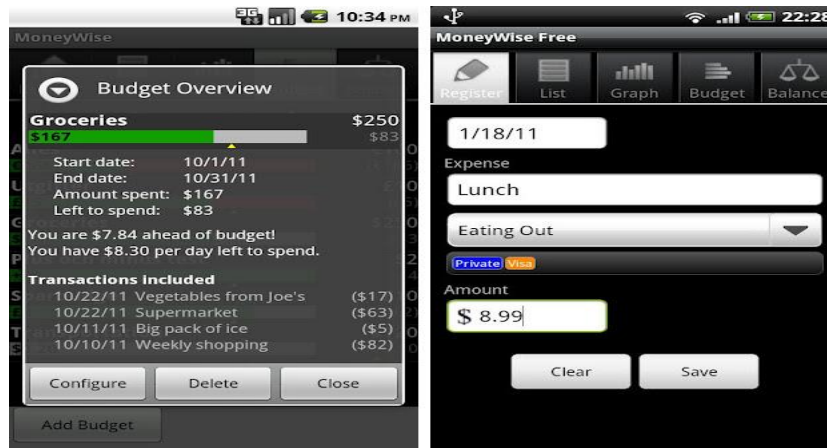 10:34 PM
MoneyWise
Budget Overview
Groceries $250
$167 $83
Start date: 10/1/11
End date: 10/31/11
Amount spent: $167
Left to spend: $83
You are $7.84 ahead of budget!
You have $8.30 per day left to spend.
Transactions included
10/22/11 Vegetables from Joe's ($17)
10/22/11 Supermarket ($63)
10/11/11 Big pack of ice ($5)
10/10/11 Weekly shopping ($82)
Configure Delete Close
Add Budget
22:28
MoneyWise Free
Register List Graph Budget Balance
1/18/11
Expense
Lunch
Eating Out
Private Visa
Amount
$ 8.99
Clear Save